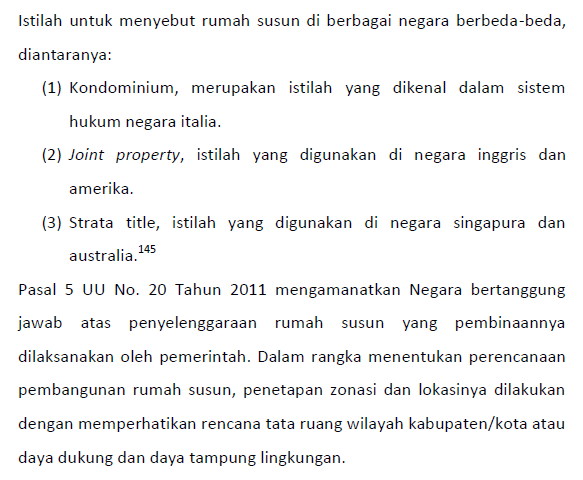 Istilah untuk menyebut rumah susun di berbagai negara berbeda-beda,
diantaranya:
(1) Kondominium, merupakan istilah yang dikenal dalam sistem
hukum negara italia.
(2) Joint property, istilah yang digunakan di negara inggris dan
amerika.
(3) Strata title, istilah yang digunakan di negara singapura dan
australia.145
Pasal 5 UU No. 20 Tahun 2011 mengamanatkan Negara bertanggung
jawab atas penyelenggaraan rumah susun yang pembinaannya
dilaksanakan oleh pemerintah. Dalam rangka menentukan perencanaan
pembangunan rumah susun, penetapan zonasi dan lokasinya dilakukan
dengan memperhatikan rencana tata ruang wilayah kabupaten/kota atau
daya dukung dan daya tampung lingkungan.